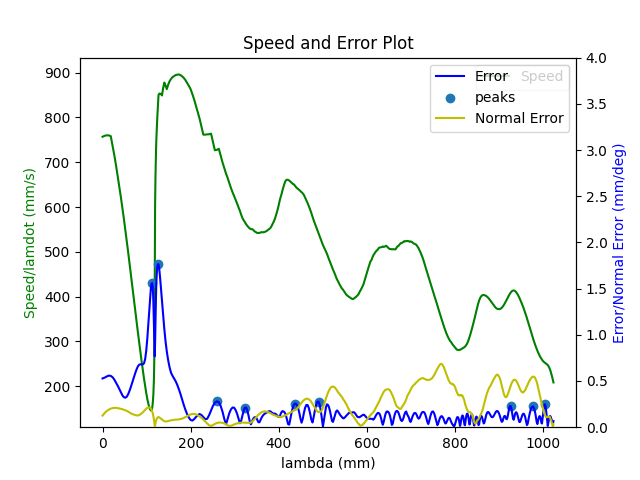 Speed and Error Plot
Error
Speed
peaks
Normal Error
900
800
700
600
500
400
300
200
4.0
3.5
3.0
2.5
2.0
1.5
1.0
0.5
0.0
0
200
400
600
800
1000
lambda (mm)
Speed/lamdot (mm/s)
Error/Normal Error (mm/deg)